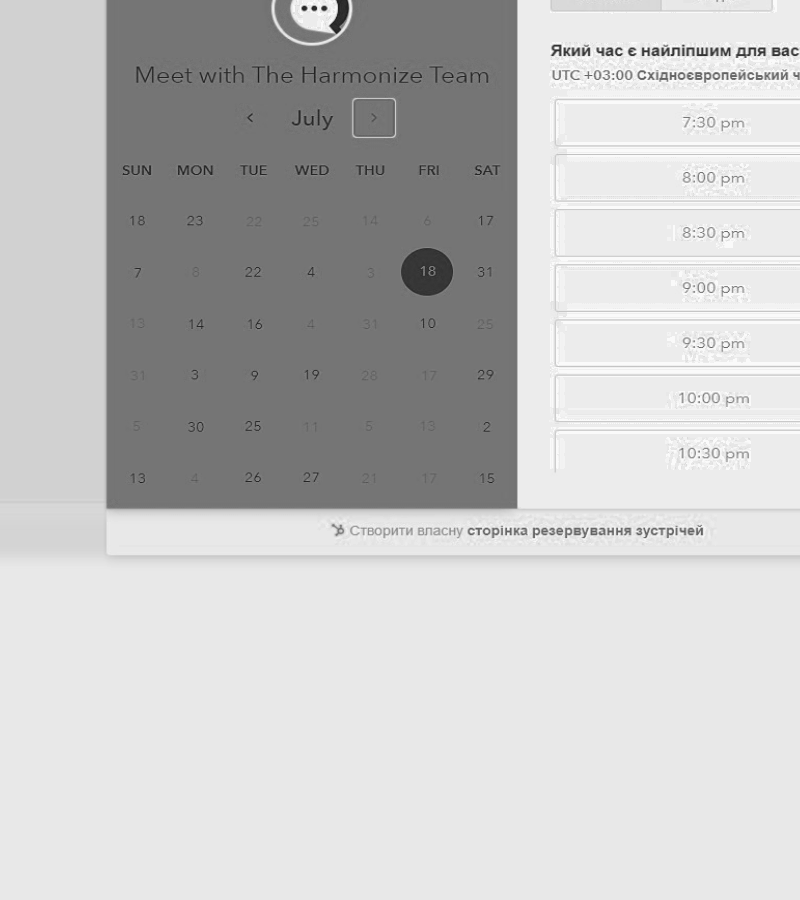 Meet with The Harmonize Team
‹ July ›
SUN MON TUE WED THU FRI SAT
18 23 22 25 14 6 17
7 8 22 4 3 18 31
13 14 16 4 31 10 25
31 3 9 19 28 17 29
5 30 25 11 5 13 2
13 4 26 27 21 17 15
Який час є найліпшим для вас
UTC +03:00 Східноєвропейський ч
7:30 pm
8:00 pm
8:30 pm
9:00 pm
9:30 pm
10:00 pm
10:30 pm
Створити власну сторінка резервування зустрічей